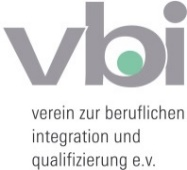 vbi
verein zur beruflichen
integration und
qualifizierung e.v.